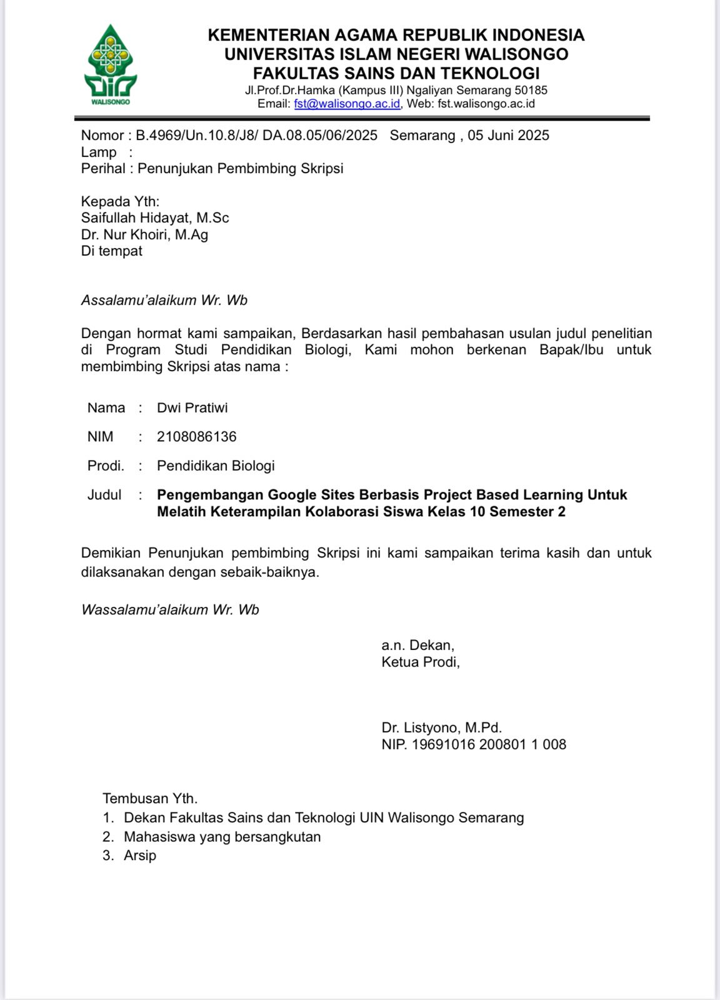 WALISONGO
KEMENTERIAN AGAMA REPUBLIK INDONESIA
UNIVERSITAS ISLAM NEGERI WALISONGO
FAKULTAS SAINS DAN TEKNOLOGI
Jl.Prof.Dr.Hamka (Kampus III) Ngaliyan Semarang 50185
Email: fst@walisongo.ac.id, Web: fst.walisongo.ac.id
Nomor : B.4969/Un.10.8/J8/ DA.08.05/06/2025 Semarang , 05 Juni 2025
Lamp :
Perihal : Penunjukan Pembimbing Skripsi
Kepada Yth:
Saifullah Hidayat, M.Sc
Dr. Nur Khoiri, M.Ag
Di tempat
Assalamu’alaikum Wr. Wb
Dengan hormat kami sampaikan, Berdasarkan hasil pembahasan usulan judul penelitian
di Program Studi Pendidikan Biologi, Kami mohon berkenan Bapak/Ibu untuk
membimbing Skripsi atas nama :
Nama : Dwi Pratiwi
NIM : 2108086136
Prodi. : Pendidikan Biologi
Judul : Pengembangan Google Sites Berbasis Project Based Learning Untuk
Melatih Keterampilan Kolaborasi Siswa Kelas 10 Semester 2
Demikian Penunjukan pembimbing Skripsi ini kami sampaikan terima kasih dan untuk
dilaksanakan dengan sebaik-baiknya.
Wassalamu’alaikum Wr. Wb
a.n. Dekan,
Ketua Prodi,
Dr. Listyono, M.Pd.
NIP. 19691016 200801 1 008
Tembusan Yth.
1. Dekan Fakultas Sains dan Teknologi UIN Walisongo Semarang
2. Mahasiswa yang bersangkutan
3. Arsip